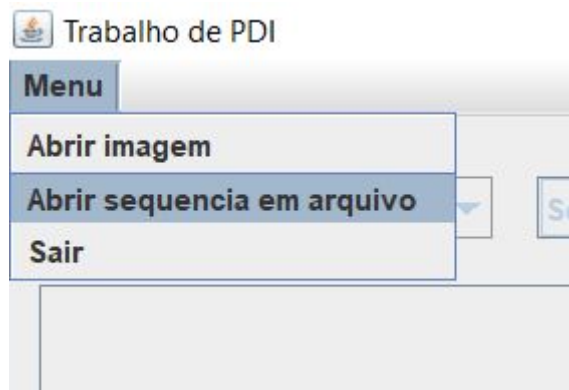 Trabalho de PDI
Menu
Abrir imagem
Abrir sequencia em arquivo
Sair